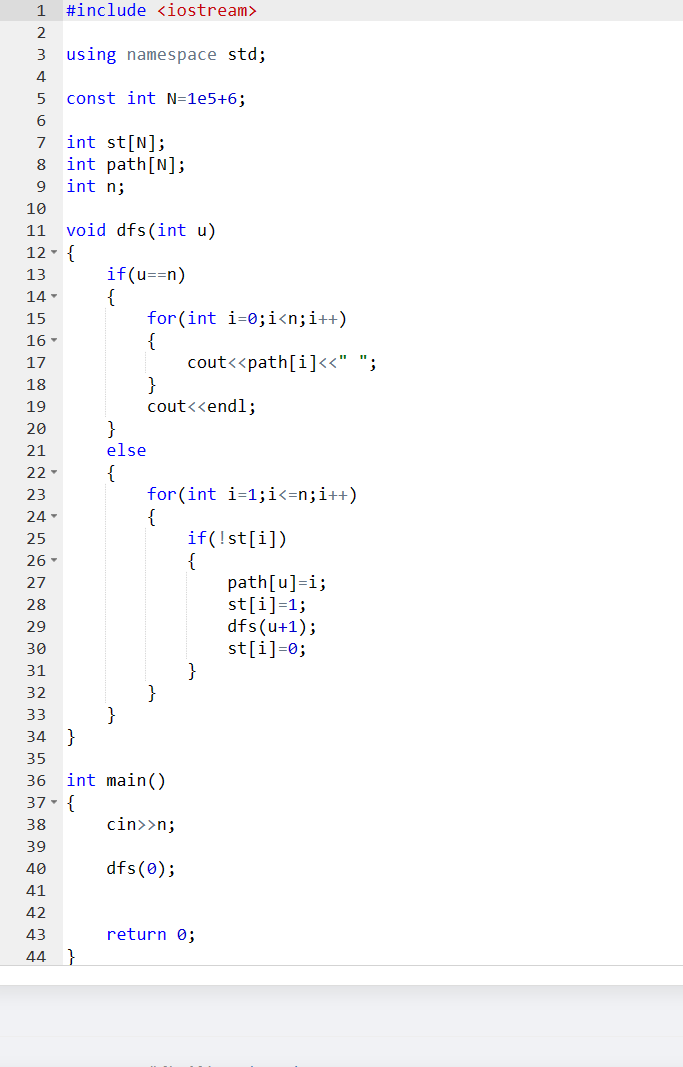 1 #include <iostream>
2
3 using namespace std;
4
5 const int N=1e5+6;
6
7 int st[N];
8 int path[N];
9 int n;
10
11 void dfs(int u)
12 {
13     if(u==n)
14     {
15         for(int i=0;i<n;i++)
16         {
17             cout<<path[i]<<" ";
18         }
19         cout<<endl;
20     }
21     else
22     {
23         for(int i=1;i<=n;i++)
24         {
25             if(!st[i])
26             {
27                 path[u]=i;
28                 st[i]=1;
29                 dfs(u+1);
30                 st[i]=0;
31             }
32         }
33     }
34 }
35
36 int main()
37 {
38     cin>>n;
39
40     dfs(0);
41
42
43     return 0;
44 }